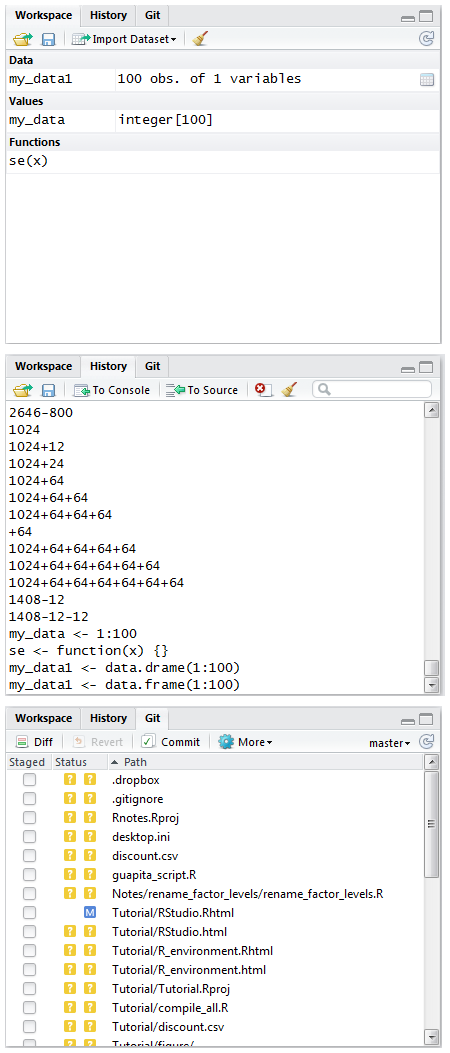 Workspace History Git
Import Dataset
Data
my_data1 100 obs. of 1 variables
Values
my_data integer[100]
Functions
se(x)
Workspace History Git
To Console To Source
2646-800
1024
1024+12
1024+24
1024+64
1024+64+64
1024+64+64+64
+64
1024+64+64+64+64
1024+64+64+64+64+64
1024+64+64+64+64+64+64
1408-12
1408-12-12
my_data <- 1:100
se <- function(x) {}
my_data1 <- data.drame(1:100)
my_data1 <- data.frame(1:100)
Workspace History Git
Diff Revert Commit More master
Staged Status Path
? ? .dropbox
? ? .gitignore
? ? Rnotes.Rproj
? ? desktop.ini
? ? discount.csv
? ? guapita_script.R
? ? Notes/rename_factor_levels/rename_factor_levels.R
M Tutorial/RStudio.Rhtml
? ? Tutorial/RStudio.html
? ? Tutorial/R_environment.Rhtml
? ? Tutorial/R_environment.html
? ? Tutorial/Tutorial.Rproj
? ? Tutorial/compile_all.R
? ? Tutorial/discount.csv
? ? Tutorial/figure/